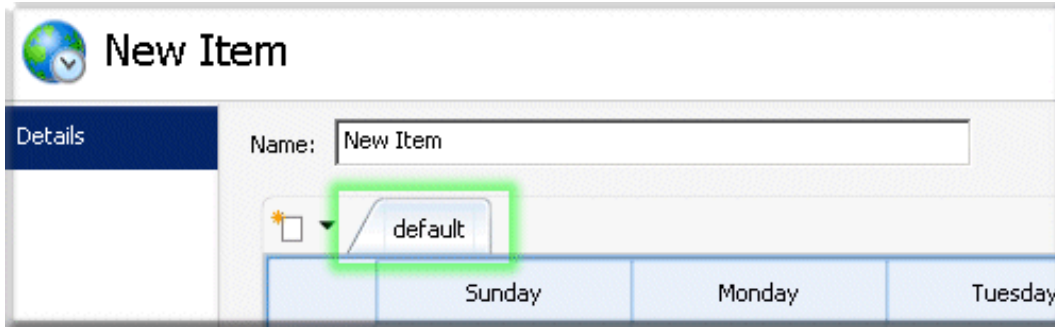 New Item
Details
Name: New Item
default
Sunday Monday Tuesday